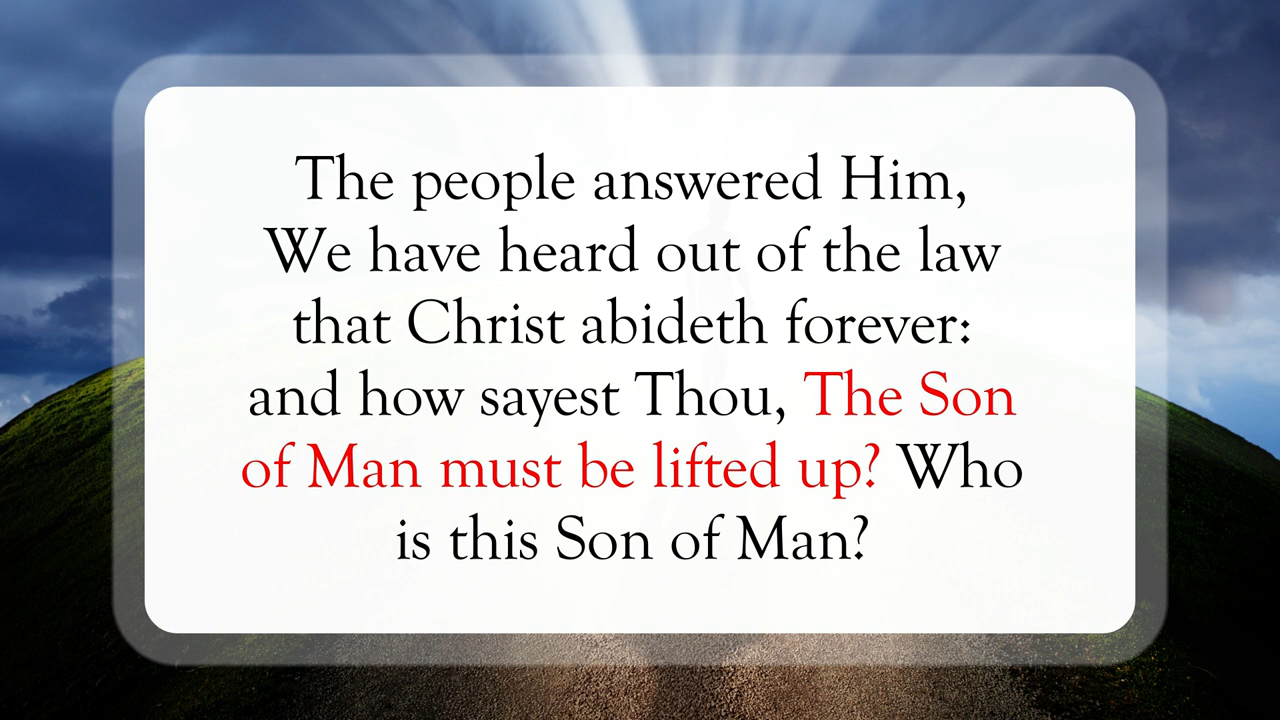 The people answered Him,
We have heard out of the law
that Christ abideth forever:
and how sayest Thou, The Son
of Man must be lifted up? Who
is this Son of Man?